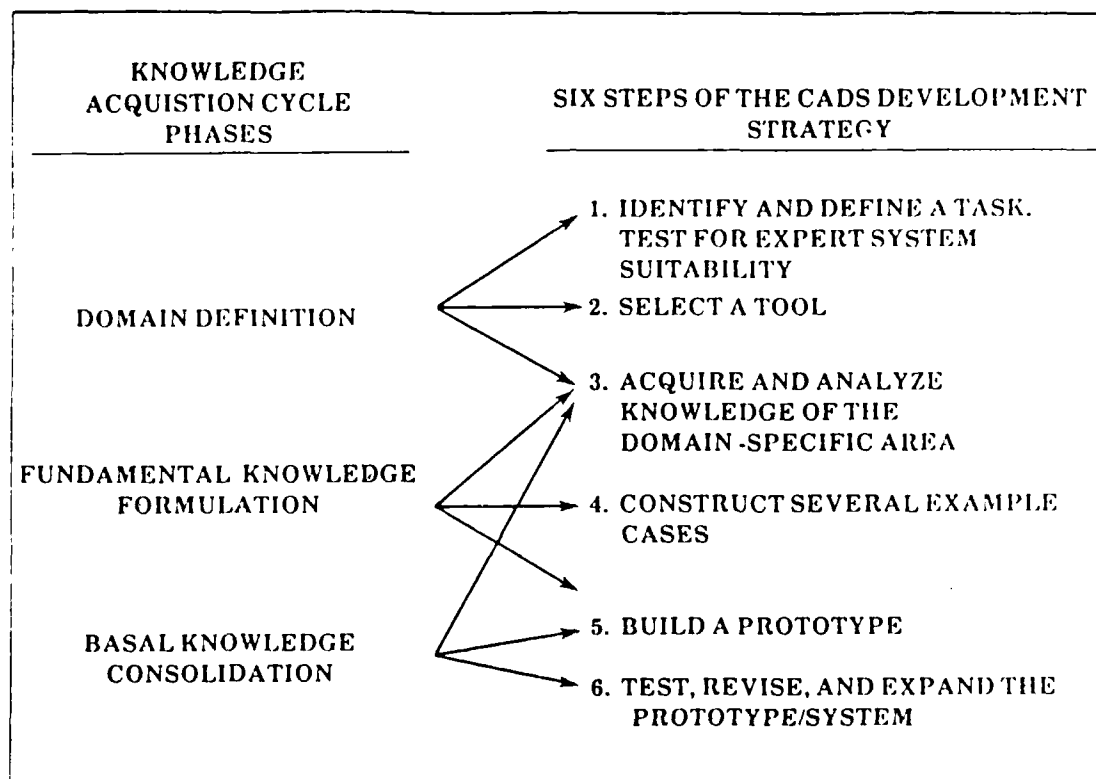 KNOWLEDGE
ACQUISTION CYCLE
PHASES
SIX STEPS OF THE CADS DEVELOPMENT
STRATEGY
1. IDENTIFY AND DEFINE A TASK.
TEST FOR EXPERT SYSTEM
SUITABILITY
DOMAIN DEFINITION
2. SELECT A TOOL
3. ACQUIRE AND ANALYZE
KNOWLEDGE OF THE
DOMAIN-SPECIFIC AREA
FUNDAMENTAL KNOWLEDGE
FORMULATION
4. CONSTRUCT SEVERAL EXAMPLE
CASES
5. BUILD A PROTOTYPE
BASAL KNOWLEDGE
CONSOLIDATION
6. TEST, REVISE, AND EXPAND THE
PROTOTYPE/SYSTEM